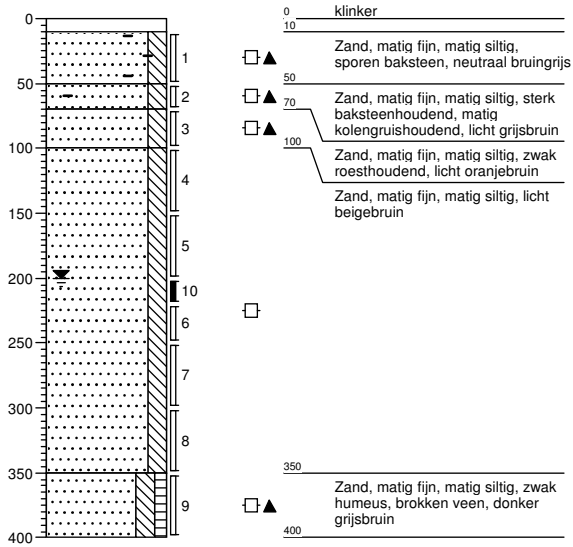 0
50
100
150
200
250
300
350
400
1
2
3
4
5
10
6
7
8
9
0
klinker
10
Zand, matig fijn, matig siltig,
sporen baksteen, neutraal bruingrijs
50
Zand, matig fijn, matig siltig, sterk
baksteenhoudend, matig
kolengruishoudend, licht grijsbruin
70
Zand, matig fijn, matig siltig, zwak
roesthoudend, licht oranjebruin
100
Zand, matig fijn, matig siltig, licht
beigebruin
350
Zand, matig fijn, matig siltig, zwak
humeus, brokken veen, donker
grijsbruin
400